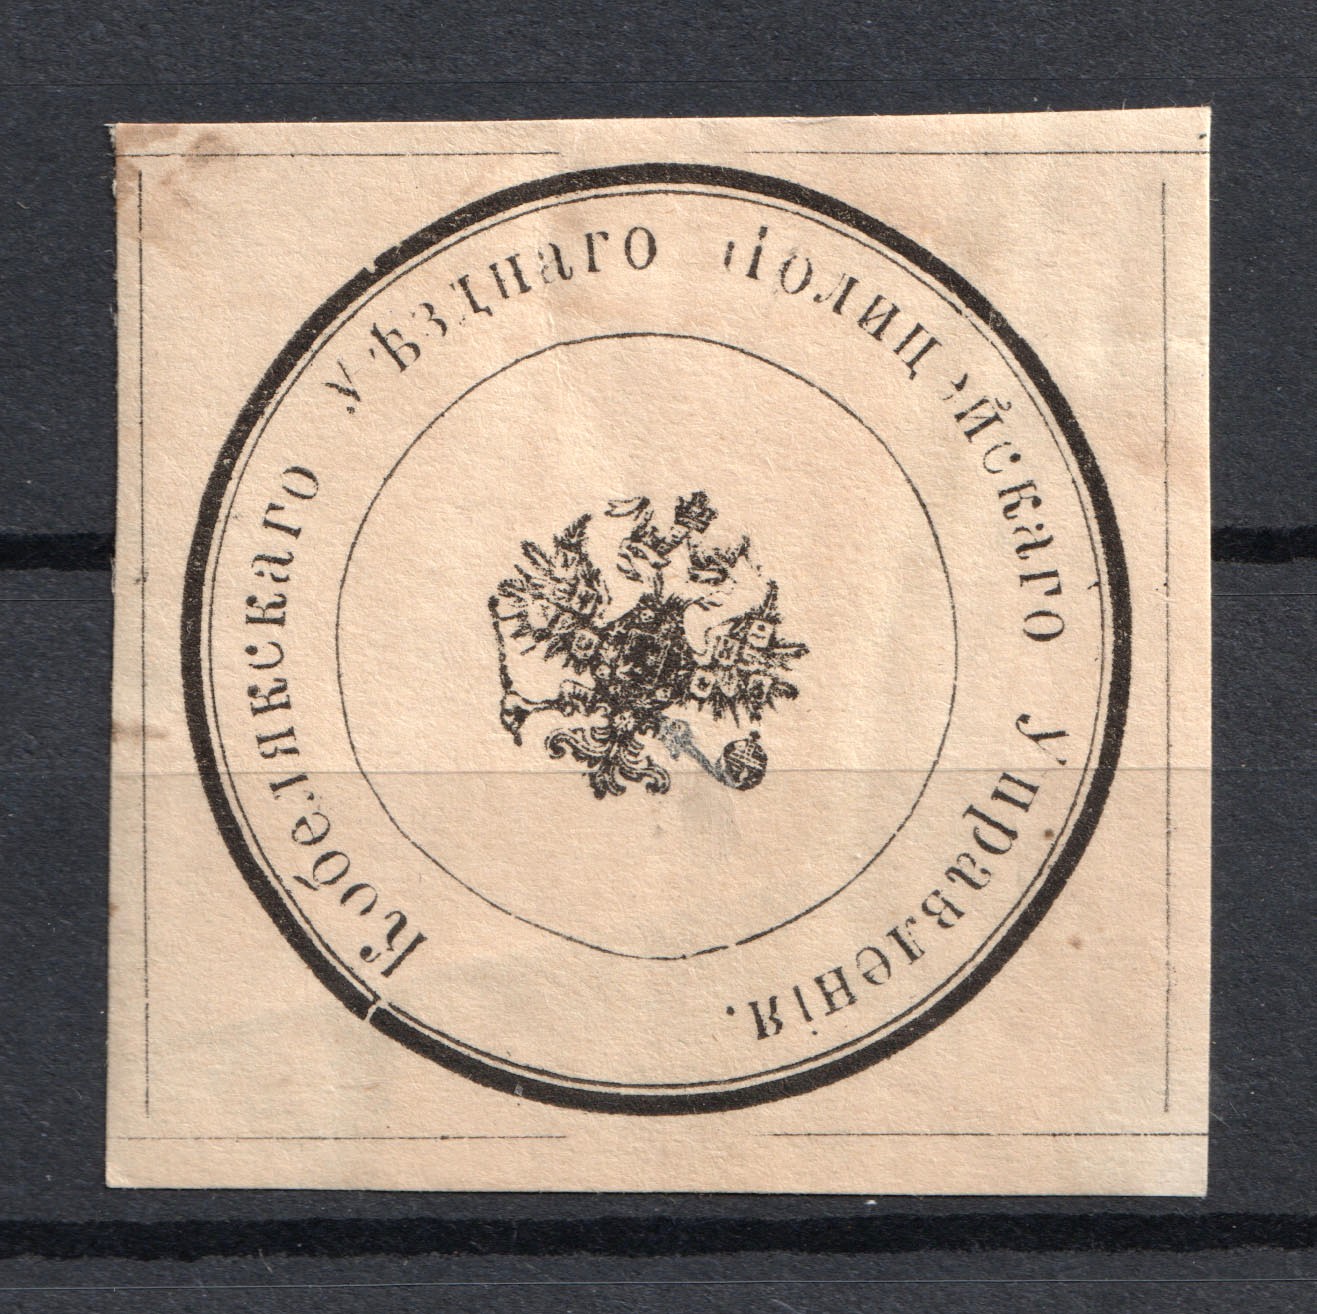 Кобелякскаго Уѣзднаго Полицейскаго Управленія.